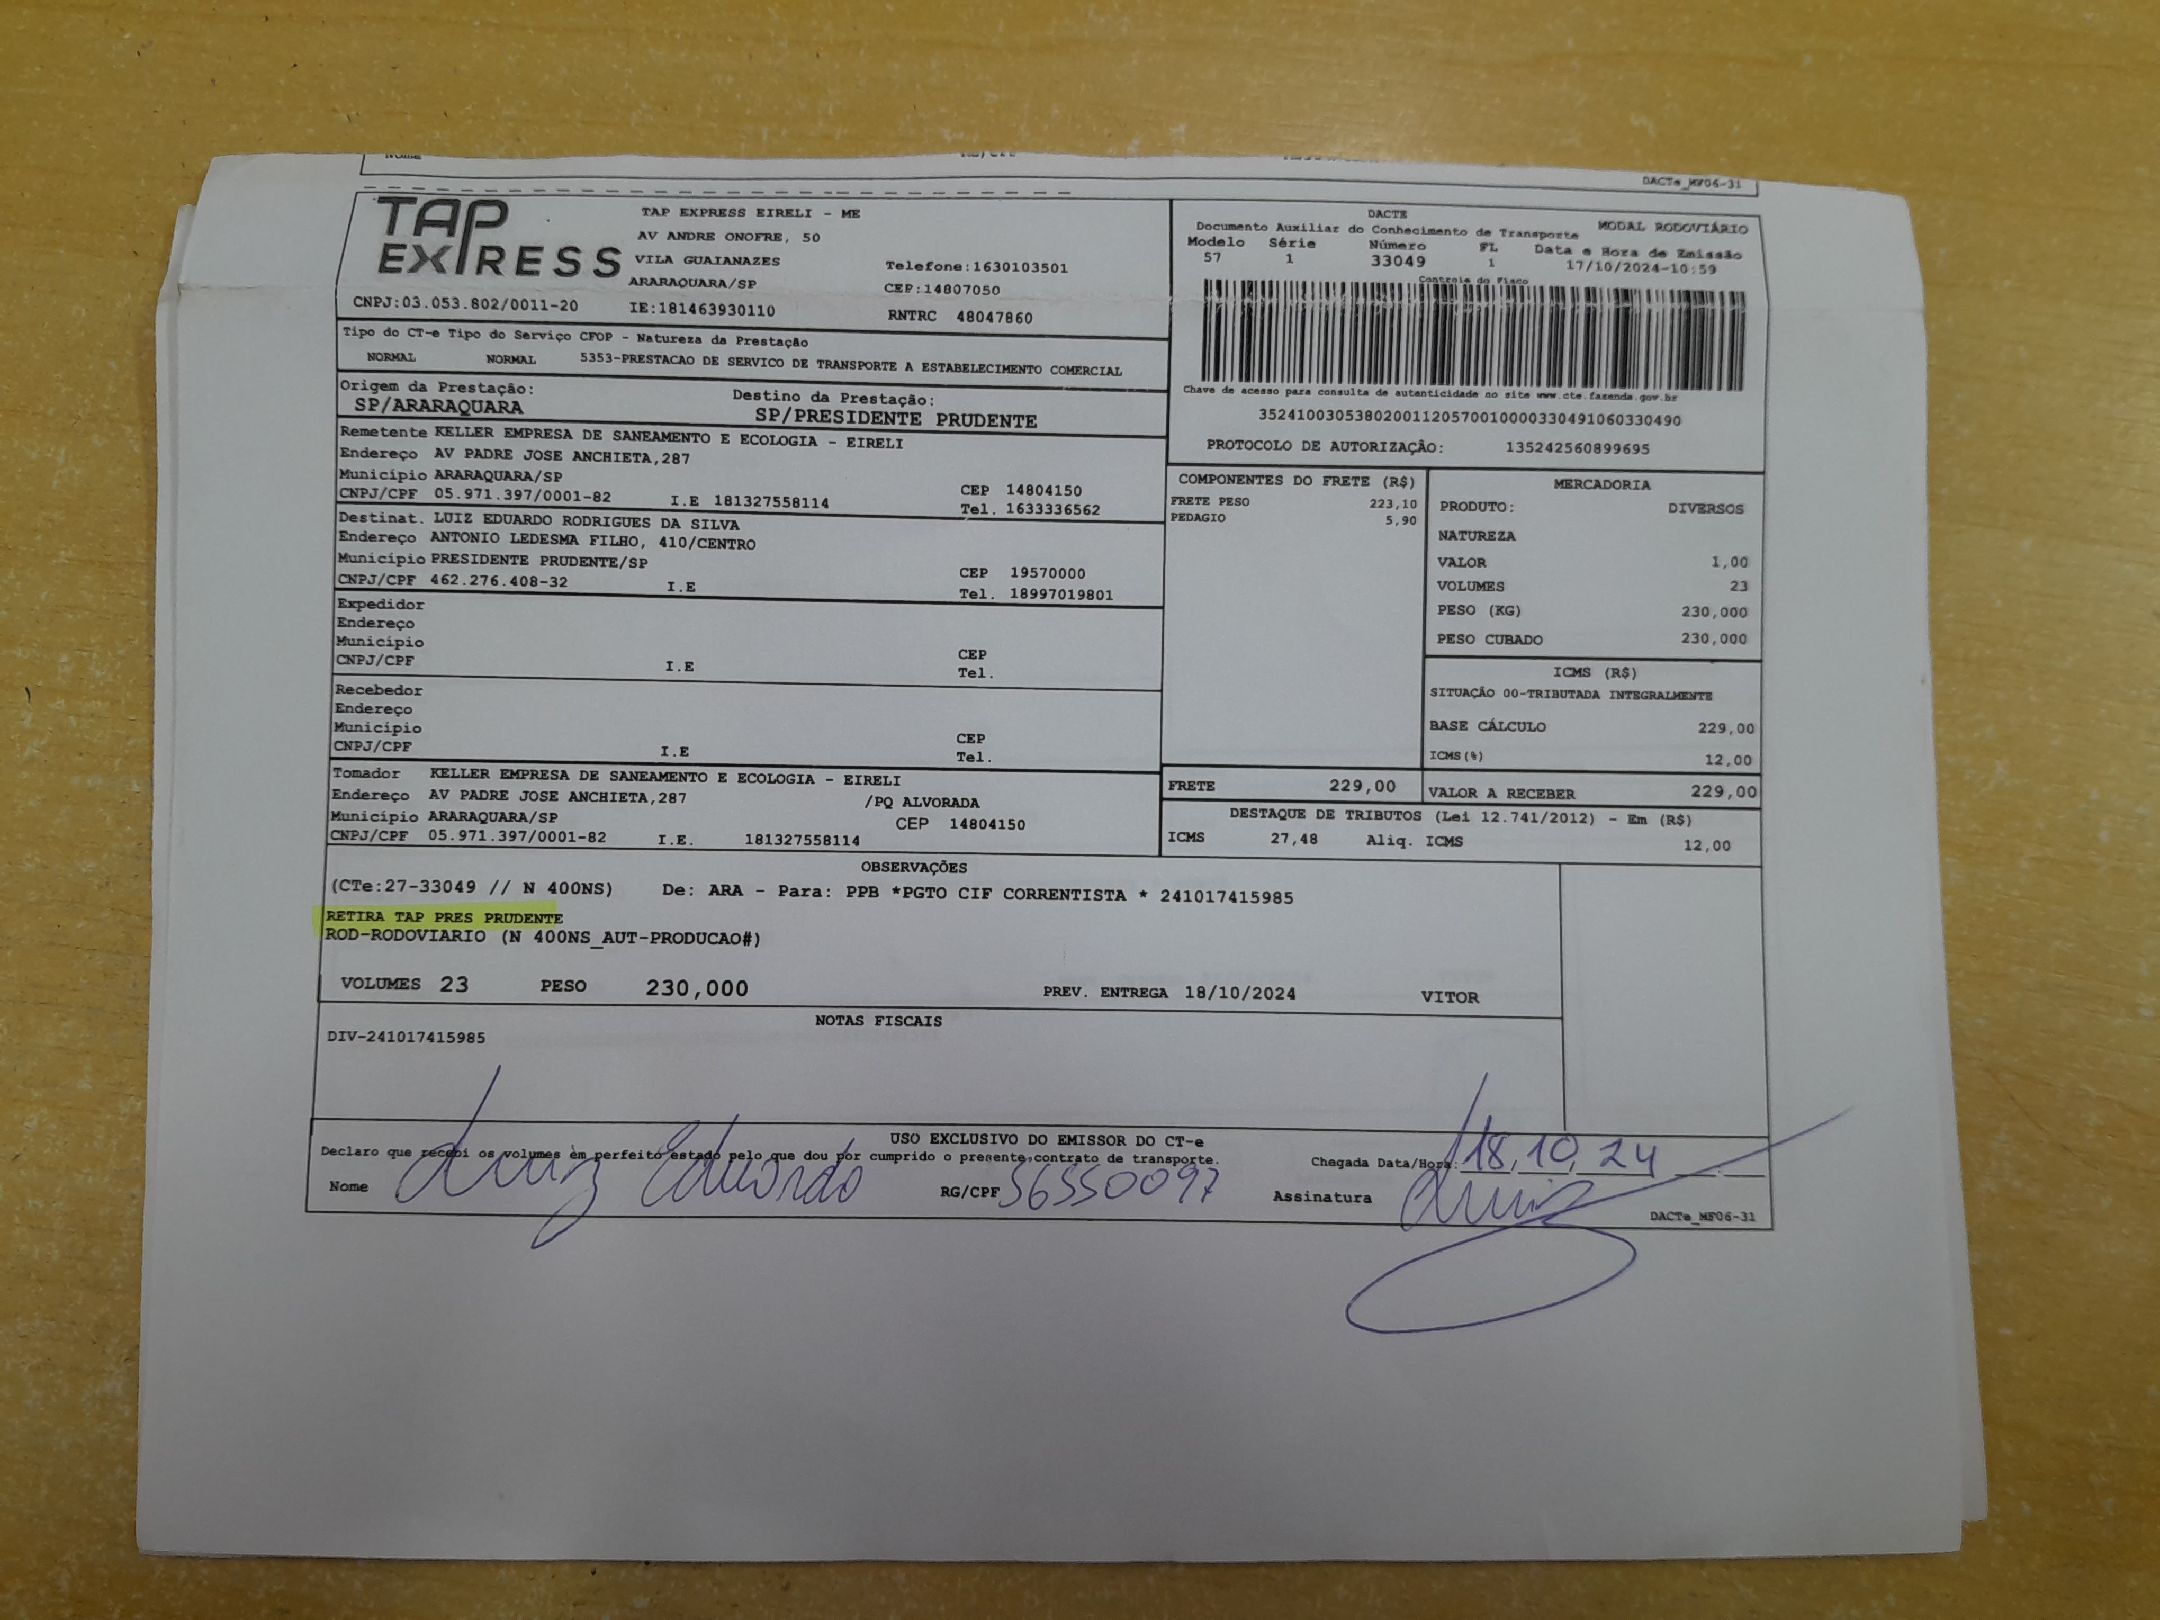 DACTe_MF06-31
TAP EXPRESS
TAP EXPRESS EIRELI - ME
AV ANDRE ONOFRE, 50
VILA GUAIANAZES
Telefone:1630103501
ARARAQUARA/SP
CEP:14807050
CNPJ:03.053.802/0011-20 IE:181463930110 RNTRC 48047860
DACTE
Documento Auxiliar do Conhecimento de Transporte MODAL RODOVIÁRIO
Modelo Série Número FL Data e Hora de Emissão
57 1 33049 1 17/10/2024-10:59
Controle do Fisco
Chave de acesso para consulta de autenticidade no site www.cte.fazenda.gov.br
35241003053802001120570010000330491060330490
PROTOCOLO DE AUTORIZAÇÃO: 135242560899695
Tipo do CT-e Tipo do Serviço CFOP - Natureza da Prestação
NORMAL NORMAL 5353-PRESTACAO DE SERVICO DE TRANSPORTE A ESTABELECIMENTO COMERCIAL
Origem da Prestação: Destino da Prestação:
SP/ARARAQUARA SP/PRESIDENTE PRUDENTE
Remetente KELLER EMPRESA DE SANEAMENTO E ECOLOGIA - EIRELI
Endereço AV PADRE JOSE ANCHIETA,287
Município ARARAQUARA/SP CEP 14804150
CNPJ/CPF 05.971.397/0001-82 I.E 181327558114 Tel. 1633336562
Destinat. LUIZ EDUARDO RODRIGUES DA SILVA
Endereço ANTONIO LEDESMA FILHO, 410/CENTRO
Município PRESIDENTE PRUDENTE/SP CEP 19570000
CNPJ/CPF 462.276.408-32 I.E Tel. 18997019801
Expedidor
Endereço
Município CEP
CNPJ/CPF I.E Tel.
Recebedor
Endereço
Município CEP
CNPJ/CPF I.E Tel.
Tomador KELLER EMPRESA DE SANEAMENTO E ECOLOGIA - EIRELI
Endereço AV PADRE JOSE ANCHIETA,287 /PQ ALVORADA
Município ARARAQUARA/SP CEP 14804150
CNPJ/CPF 05.971.397/0001-82 I.E. 181327558114
COMPONENTES DO FRETE (R$)
FRETE PESO 223,10
PEDAGIO 5,90
MERCADORIA
PRODUTO: DIVERSOS
NATUREZA
VALOR 1,00
VOLUMES 23
PESO (KG) 230,000
PESO CUBADO 230,000
ICMS (R$)
SITUAÇÃO 00-TRIBUTADA INTEGRALMENTE
BASE CÁLCULO 229,00
ICMS(%) 12,00
FRETE 229,00 VALOR A RECEBER 229,00
DESTAQUE DE TRIBUTOS (Lei 12.741/2012) - Em (R$)
ICMS 27,48 Aliq. ICMS 12,00
OBSERVAÇÕES
(CTe:27-33049 // N 400NS) De: ARA - Para: PPB *PGTO CIF CORRENTISTA * 241017415985
RETIRA TAP PRES PRUDENTE
ROD-RODOVIARIO (N 400NS_AUT-PRODUCAO#)
VOLUMES 23 PESO 230,000 PREV. ENTREGA 18/10/2024 VITOR
NOTAS FISCAIS
DIV-241017415985
USO EXCLUSIVO DO EMISSOR DO CT-e
Declaro que recebi os volumes em perfeito estado pelo que dou por cumprido o presente contrato de transporte. Chegada Data/Hora: 18, 10, 24
Nome Luiz Eduardo RG/CPF 36550097 Assinatura Luiz
DACTe_MF06-31